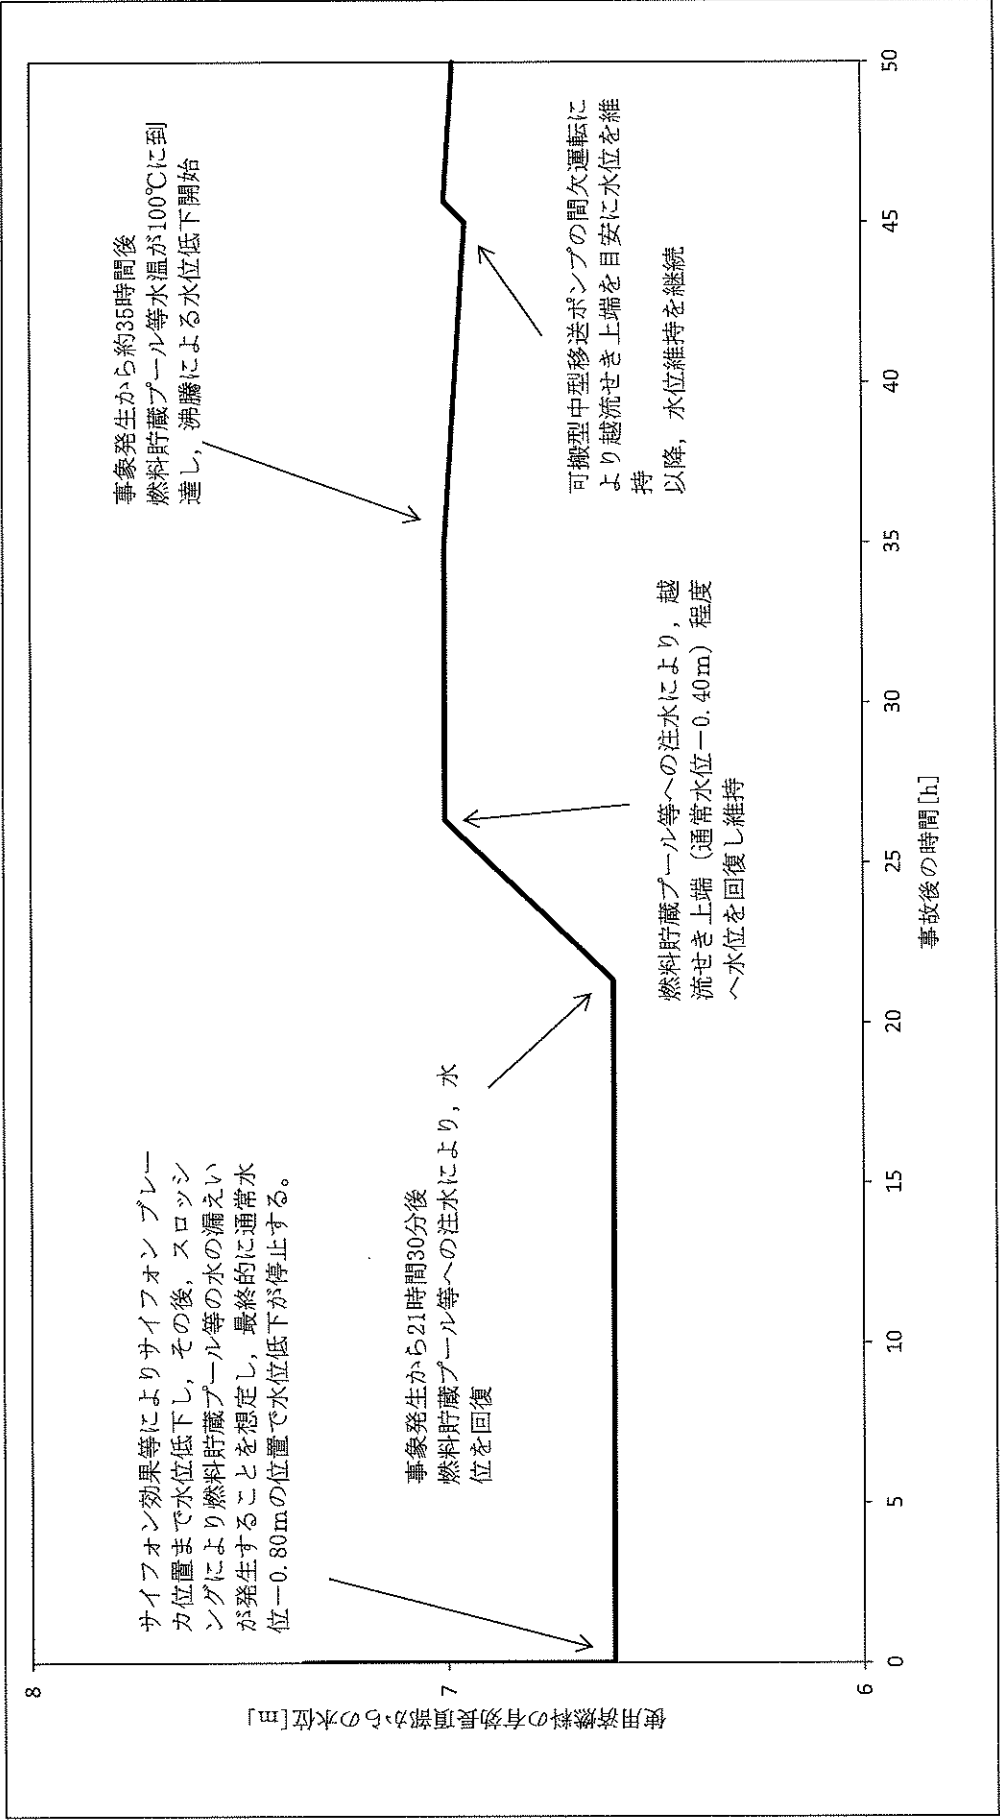 サイフォン効果等によりサイフォン ブレー
カ位置まで水位低下し，その後，スロッシ
ングにより燃料貯蔵プール等の水の漏えい
が発生することを想定し，最終的に通常水
位－0.80mの位置で水位低下が停止する。
事象発生から21時間30分後
燃料貯蔵プール等への注水により，水
位を回復
燃料貯蔵プール等への注水により，越
流せき上端（通常水位－0.40m）程度
へ水位を回復し維持
事象発生から約35時間後
燃料貯蔵プール等水温が100℃に到
達し，沸騰による水位低下開始
可搬型中型移送ポンプの間欠運転に
より越流せき上端を目安に水位を維
持
以降，水位維持を継続
使用済燃料の有効長頂部からの水位[m]
8
7
6
0
5
10
15
20
25
30
35
40
45
50
事故後の時間[h]